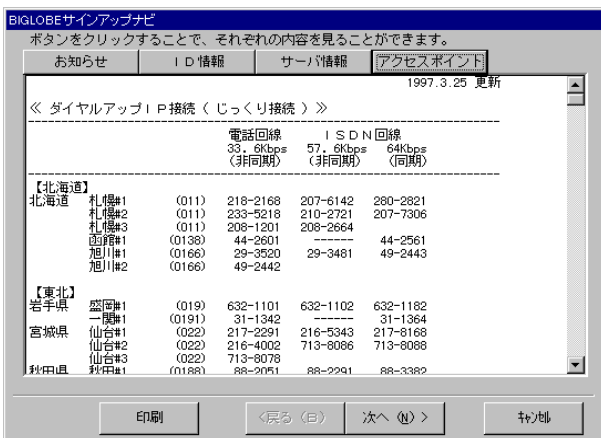 BIGLOBEサインアップナビ
ボタンをクリックすることで、それぞれの内容を見ることができます。
お知らせ ＩＤ情報 サーバ情報 アクセスポイント
1997.3.25 更新
≪ ダイヤルアップＩＰ接続（ じっくり接続 ）≫
----------------------------------------
電話回線 ＩＳＤＮ回線
33．6Kbps 57．6Kbps 64Kbps
（非同期） （非同期） （同期）
----------------------------------------
【北海道】
北海道 札幌#1 (011) 218-2168 207-6142 280-2821
札幌#2 (011) 233-5218 210-2721 207-7306
札幌#3 (011) 208-1201 208-2664
函館#1 (0138) 44-2601 ------ 44-2561
旭川#1 (0166) 29-3520 29-3481 49-2443
旭川#2 (0166) 49-2442
【東北】
岩手県 盛岡#1 (019) 632-1101 632-1102 632-1182
一関#1 (0191) 31-1342 ------ 31-1364
宮城県 仙台#1 (022) 217-2291 216-5343 217-8168
仙台#2 (022) 216-4002 713-8086 713-8088
仙台#3 (022) 713-8078
秋田県 秋田#1 (0188) 88-2051 88-2291 88-3382
印刷 <戻る（B） 次へ (N) > ｷｬﾝｾﾙ